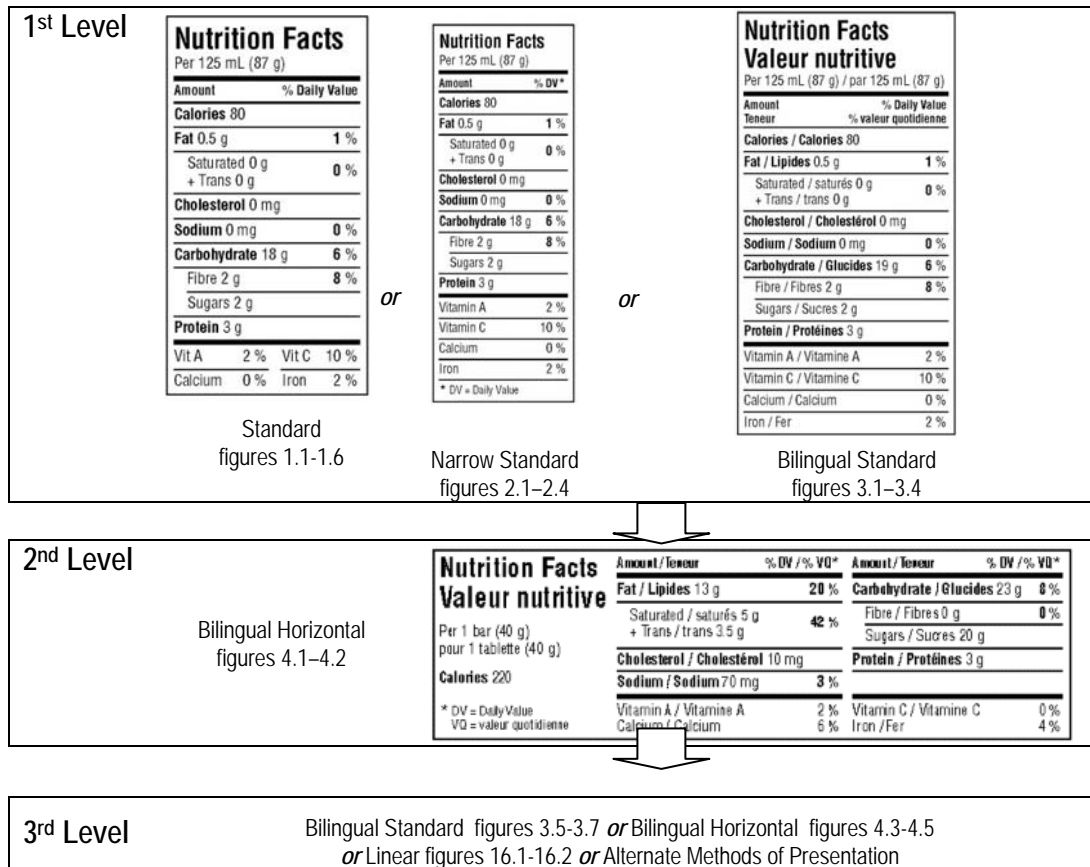 1st Level
Nutrition Facts
Per 125 mL (87 g)
Amount % Daily Value
Calories 80
Fat 0.5 g 1 %
Saturated 0 g
+ Trans 0 g 0 %
Cholesterol 0 mg
Sodium 0 mg 0 %
Carbohydrate 18 g 6 %
Fibre 2 g 8 %
Sugars 2 g
Protein 3 g
Vit A 2 % Vit C 10 %
Calcium 0 % Iron 2 %
Standard
figures 1.1-1.6
or
Nutrition Facts
Per 125 mL (87 g)
Amount % DV*
Calories 80
Fat 0.5 g 1 %
Saturated 0 g
+ Trans 0 g 0 %
Cholesterol 0 mg
Sodium 0 mg 0 %
Carbohydrate 18 g 6 %
Fibre 2 g 8 %
Sugars 2 g
Protein 3 g
Vitamin A 2 %
Vitamin C 10 %
Calcium 0 %
Iron 2 %
* DV = Daily Value
Narrow Standard
figures 2.1–2.4
or
Nutrition Facts
Valeur nutritive
Per 125 mL (87 g) / par 125 mL (87 g)
Amount % Daily Value
Teneur % valeur quotidienne
Calories / Calories 80
Fat / Lipides 0.5 g 1 %
Saturated / saturés 0 g
+ Trans / trans 0 g 0 %
Cholesterol / Cholestérol 0 mg
Sodium / Sodium 0 mg 0 %
Carbohydrate / Glucides 19 g 6 %
Fibre / Fibres 2 g 8 %
Sugars / Sucres 2 g
Protein / Protéines 3 g
Vitamin A / Vitamine A 2 %
Vitamin C / Vitamine C 10 %
Calcium / Calcium 0 %
Iron / Fer 2 %
Bilingual Standard
figures 3.1–3.4
2nd Level
Bilingual Horizontal
figures 4.1–4.2
Nutrition Facts
Valeur nutritive
Per 1 bar (40 g)
pour 1 tablette (40 g)
Calories 220
* DV = Daily Value
VQ = valeur quotidienne
Amount / Teneur % DV / % VQ*
Fat / Lipides 13 g 20 %
Saturated / saturés 5 g
+ Trans / trans 3.5 g 42 %
Cholesterol / Cholestérol 10 mg
Sodium / Sodium 70 mg 3 %
Vitamin A / Vitamine A 2 %
Calcium / Calcium 6 %
Amount / Teneur % DV / % VQ*
Carbohydrate / Glucides 23 g 8 %
Fibre / Fibres 0 g 0 %
Sugars / Sucres 20 g
Protein / Protéines 3 g
Vitamin C / Vitamine C 0 %
Iron / Fer 4 %
3rd Level
Bilingual Standard figures 3.5-3.7 or Bilingual Horizontal figures 4.3-4.5
or Linear figures 16.1-16.2 or Alternate Methods of Presentation